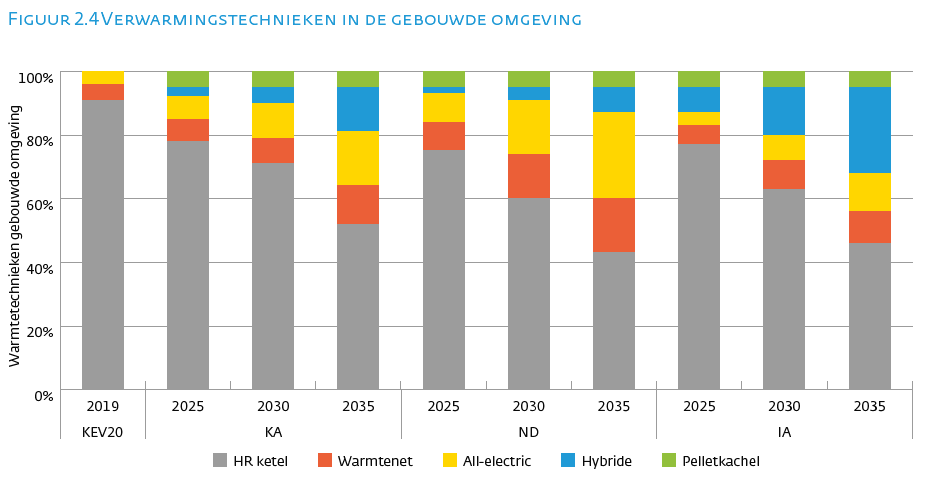 Figuur 2.4 Verwarmingstechnieken in de gebouwde omgeving
Warmtetechnieken gebouwde omgeving
100%
80%
60%
40%
20%
0%
2019 2025 2030 2035 2025 2030 2035 2025 2030 2035
KEV20 KA ND IA
HR ketel Warmtenet All-electric Hybride Pelletkachel